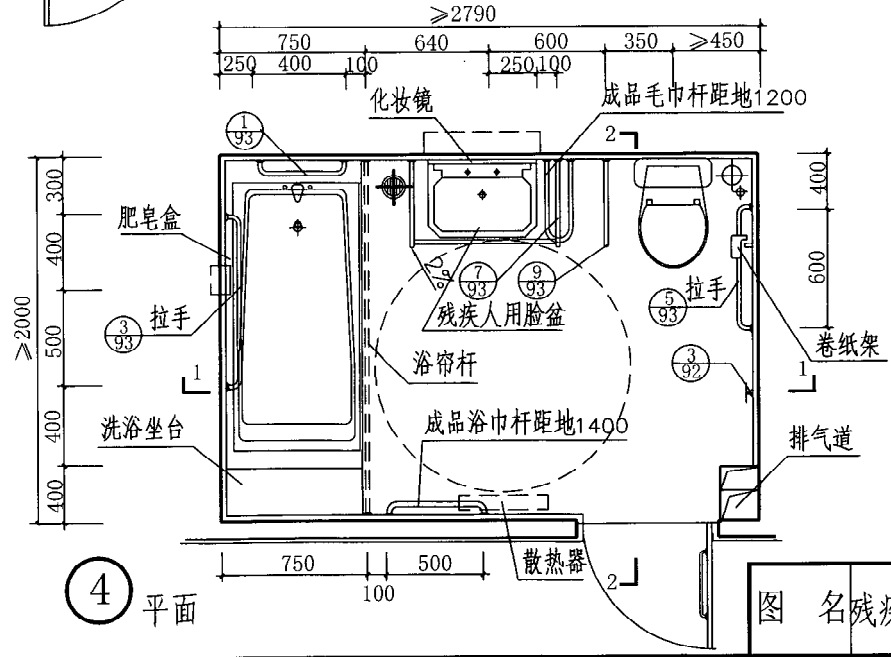 ≥2790
750 640 600 350 ≥450
250 400 100 250 100
化妆镜
成品毛巾杆距地1200
1
93
2
300
400
500
400
400
≥2000
肥皂盒
3
93
拉手
1
洗浴坐台
7
93
9
93
残疾人用脸盆
浴帘杆
成品浴巾杆距地1400
5
93
拉手
3
92
400
600
卷纸架
1
排气道
散热器
2
750 500
100
4 平面
图 名
残疾